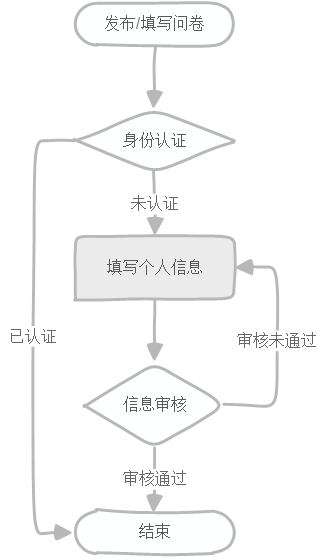 发布/填写问卷
身份认证
未认证
填写个人信息
已认证
审核未通过
信息审核
审核通过
结束